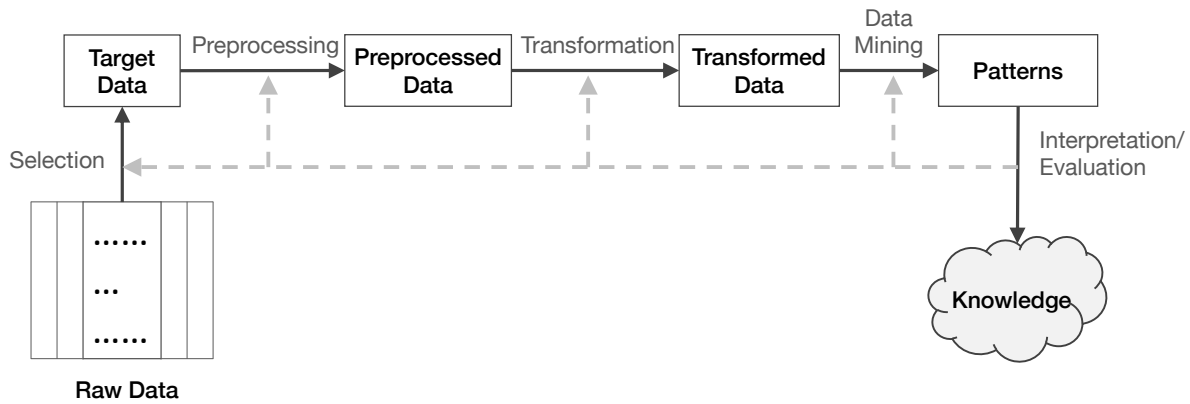 Target
Data
Preprocessing
Preprocessed
Data
Transformation
Transformed
Data
Data
Mining
Patterns
Selection
Interpretation/
Evaluation
......
...
......
Knowledge
Raw Data